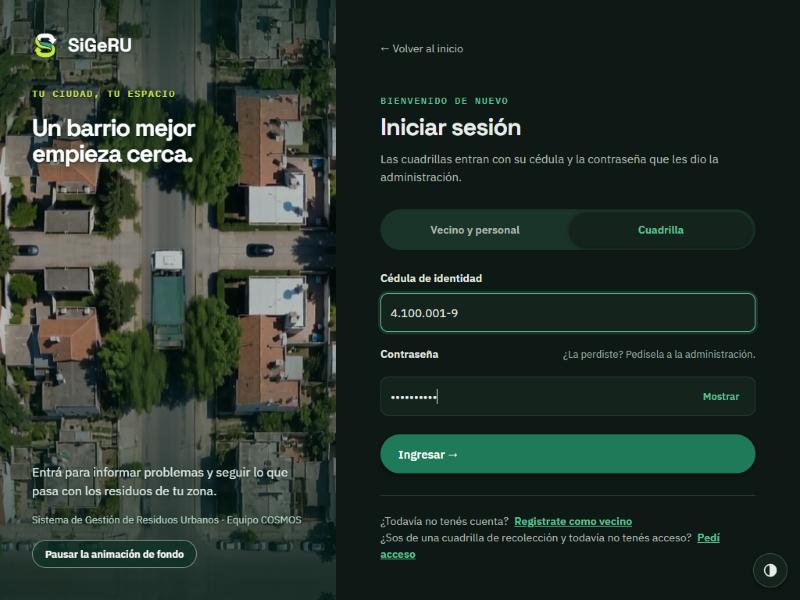 SiGeRU
TU CIUDAD, TU ESPACIO
Un barrio mejor
empieza cerca.
Entrá para informar problemas y seguir lo que
pasa con los residuos de tu zona.
Sistema de Gestión de Residuos Urbanos · Equipo COSMOS
Pausar la animación de fondo
← Volver al inicio
BIENVENIDO DE NUEVO
Iniciar sesión
Las cuadrillas entran con su cédula y la contraseña que les dio la
administración.
Vecino y personal
Cuadrilla
Cédula de identidad
4.100.001-9
Contraseña
¿La perdiste? Pedísela a la administración.
••••••••••
Mostrar
Ingresar →
¿Todavía no tenés cuenta? Registrate como vecino
¿Sos de una cuadrilla de recolección y todavía no tenés acceso? Pedí
acceso